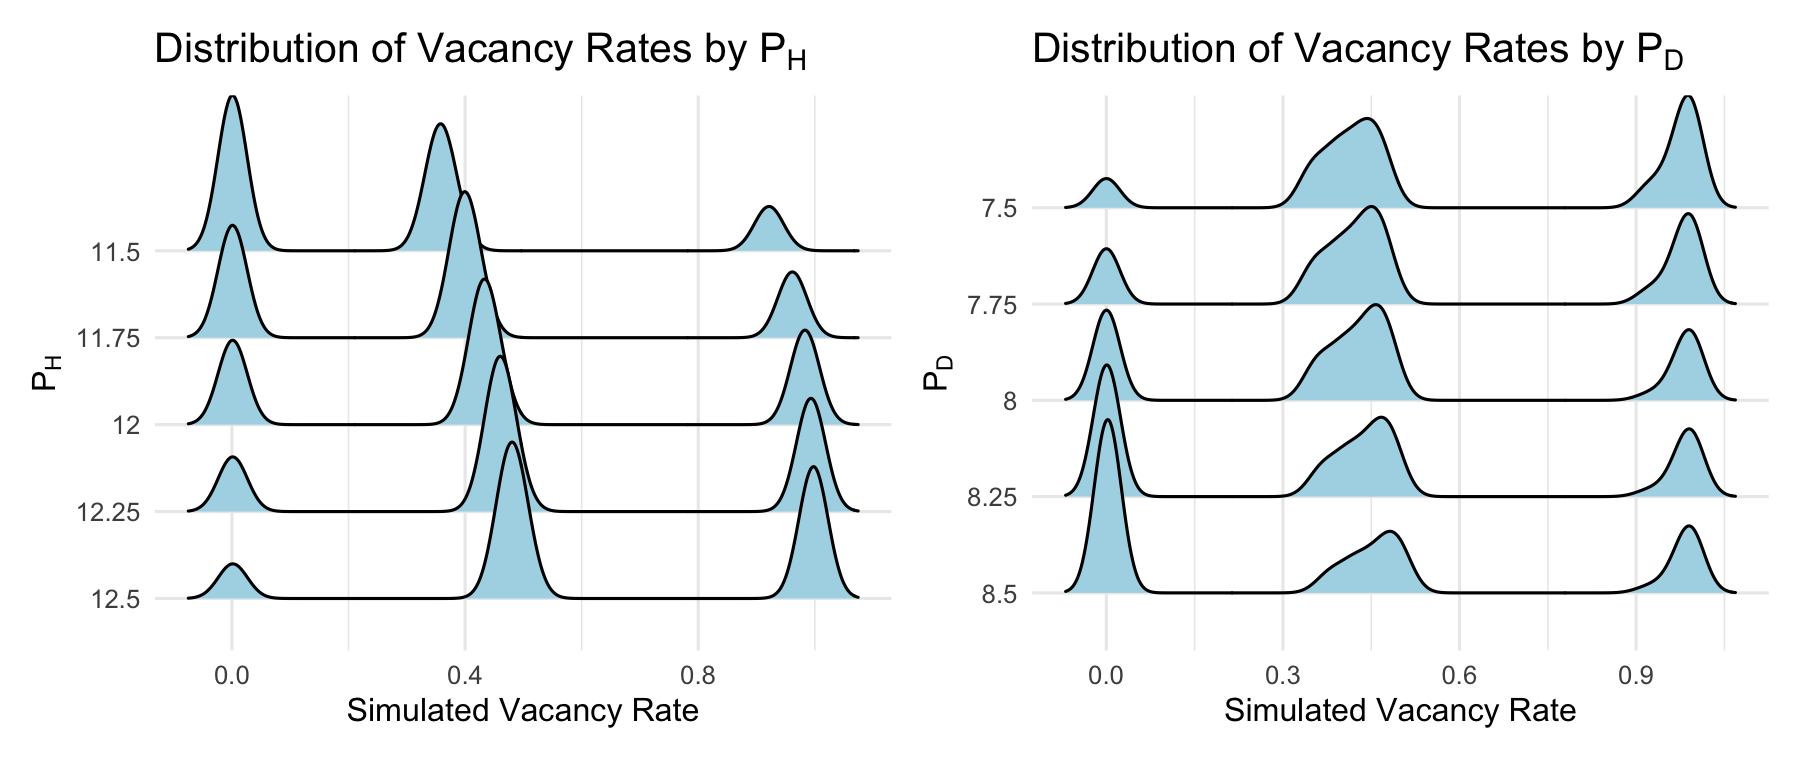 Distribution of Vacancy Rates by P_H
P_H
11.5
11.75
12
12.25
12.5
0.0 0.4 0.8
Simulated Vacancy Rate
Distribution of Vacancy Rates by P_D
P_D
7.5
7.75
8
8.25
8.5
0.0 0.3 0.6 0.9
Simulated Vacancy Rate